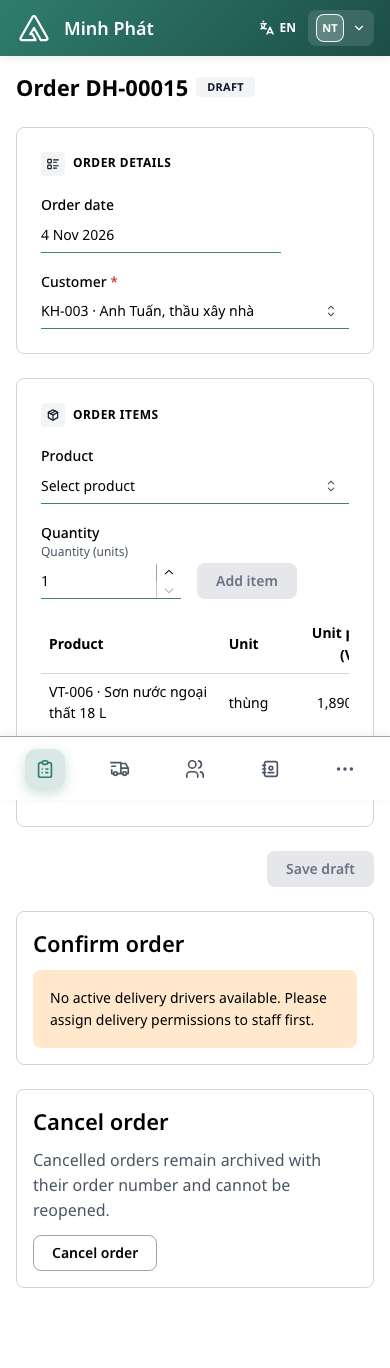 Minh Phát
EN
NT
Order DH-00015
DRAFT
ORDER DETAILS
Order date
4 Nov 2026
Customer *
KH-003 · Anh Tuấn, thầu xây nhà
ORDER ITEMS
Product
Select product
Quantity
Quantity (units)
1
Add item
Product
Unit
Unit p
(V
VT-006 · Sơn nước ngoại
thất 18 L
thùng
1,890
Save draft
Confirm order
No active delivery drivers available. Please
assign delivery permissions to staff first.
Cancel order
Cancelled orders remain archived with
their order number and cannot be
reopened.
Cancel order